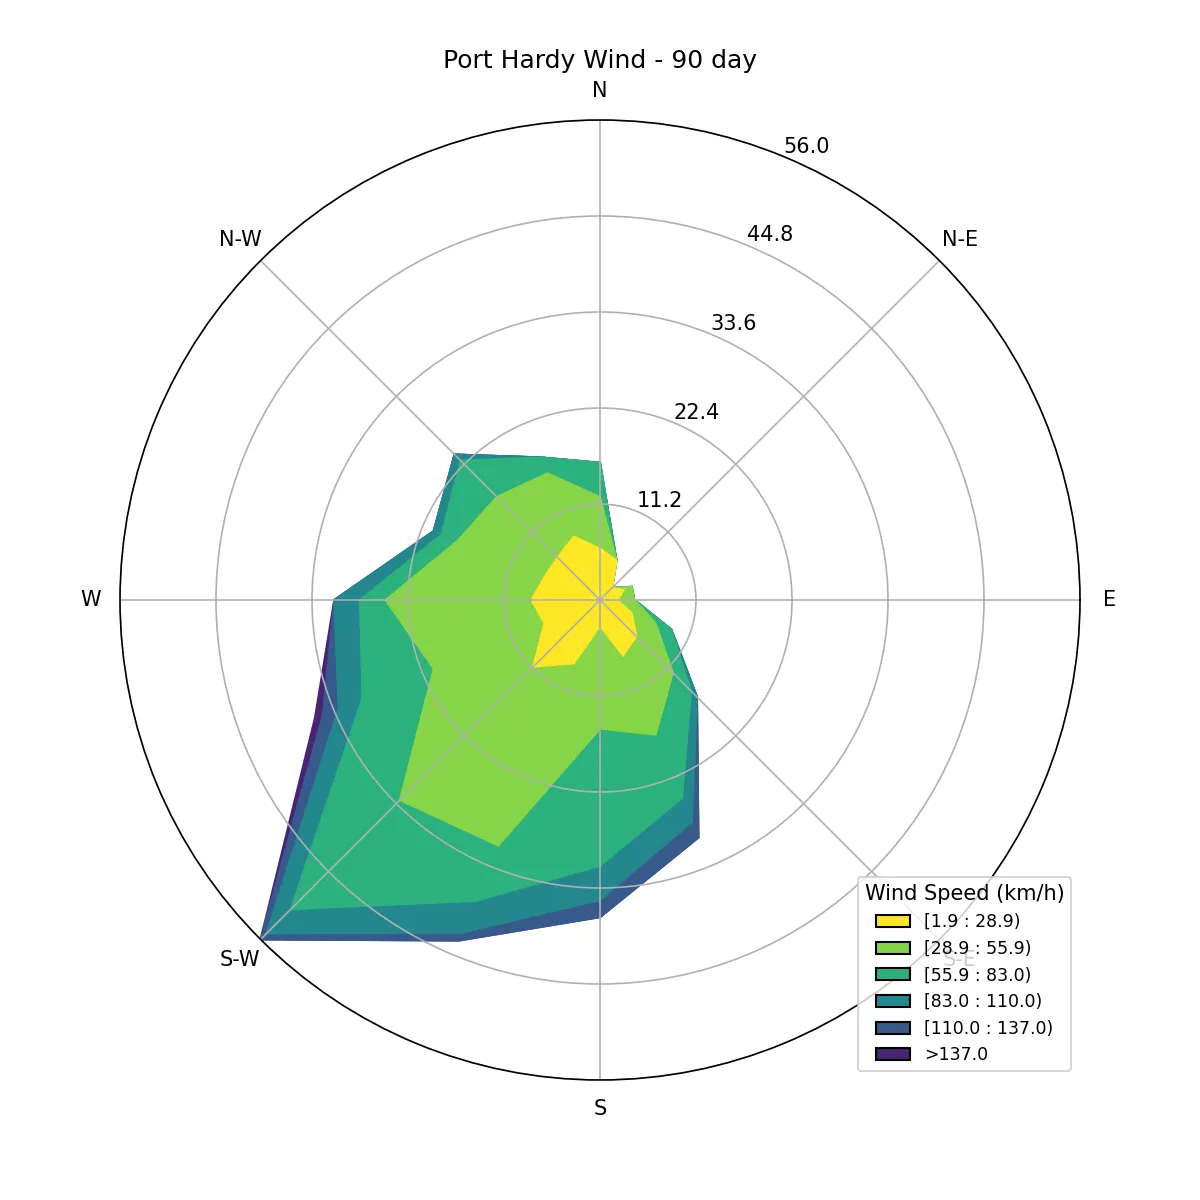 Port Hardy Wind - 90 day
N
56.0
N-W
44.8
N-E
33.6
22.4
11.2
W
E
S-W
S-E
S
Wind Speed (km/h)
[1.9 : 28.9)
[28.9 : 55.9)
[55.9 : 83.0)
[83.0 : 110.0)
[110.0 : 137.0)
>137.0